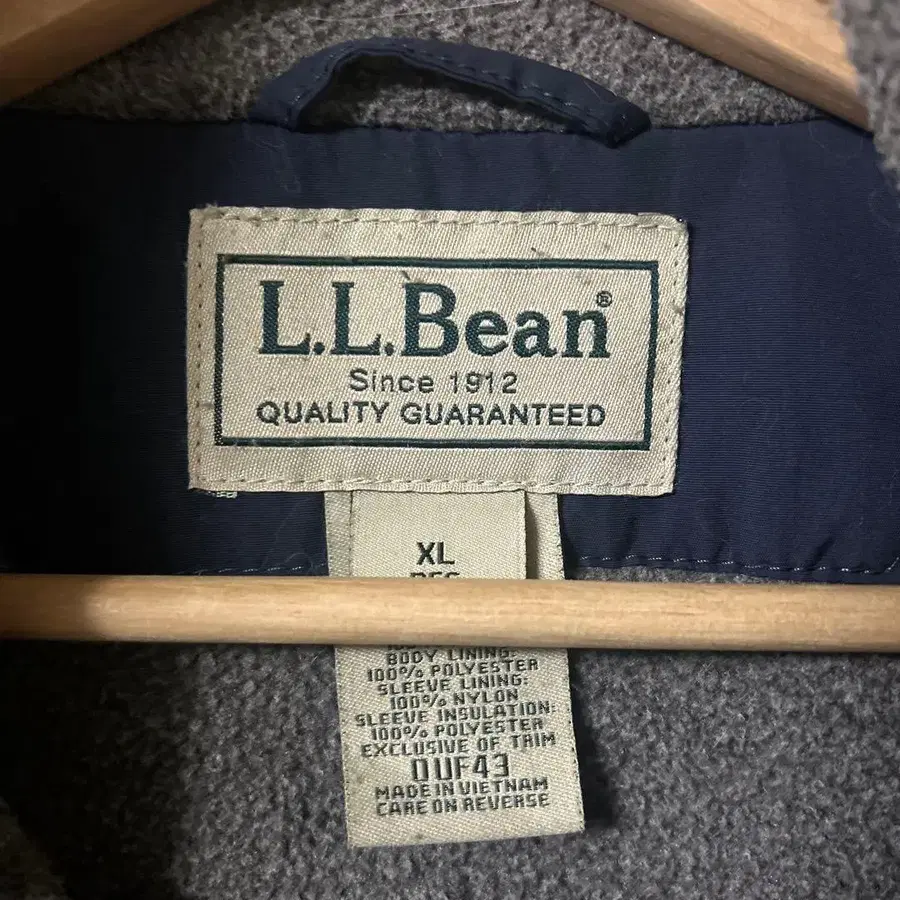 L.L.Bean®
Since 1912
QUALITY GUARANTEED
XL
BODY LINING:
100% POLYESTER
SLEEVE LINING:
100% NYLON
SLEEVE INSULATION:
100% POLYESTER
EXCLUSIVE OF TRIM
0UF43
MADE IN VIETNAM
CARE ON REVERSE